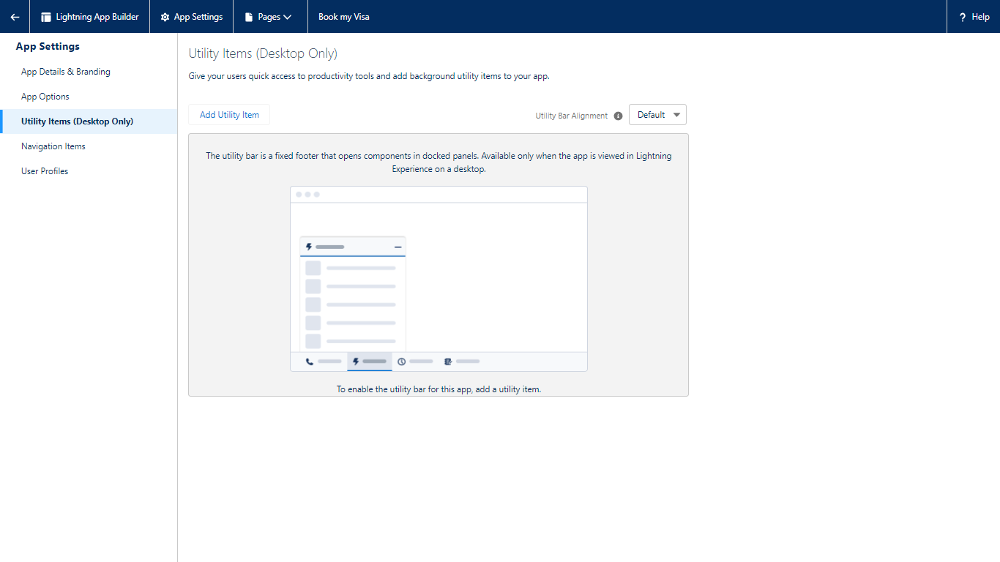 Lightning App Builder
App Settings
Pages
Book my Visa
? Help
App Settings
App Details & Branding
App Options
Utility Items (Desktop Only)
Navigation Items
User Profiles
Utility Items (Desktop Only)
Give your users quick access to productivity tools and add background utility items to your app.
Add Utility Item
Utility Bar Alignment
Default
The utility bar is a fixed footer that opens components in docked panels. Available only when the app is viewed in Lightning
Experience on a desktop.
To enable the utility bar for this app, add a utility item.